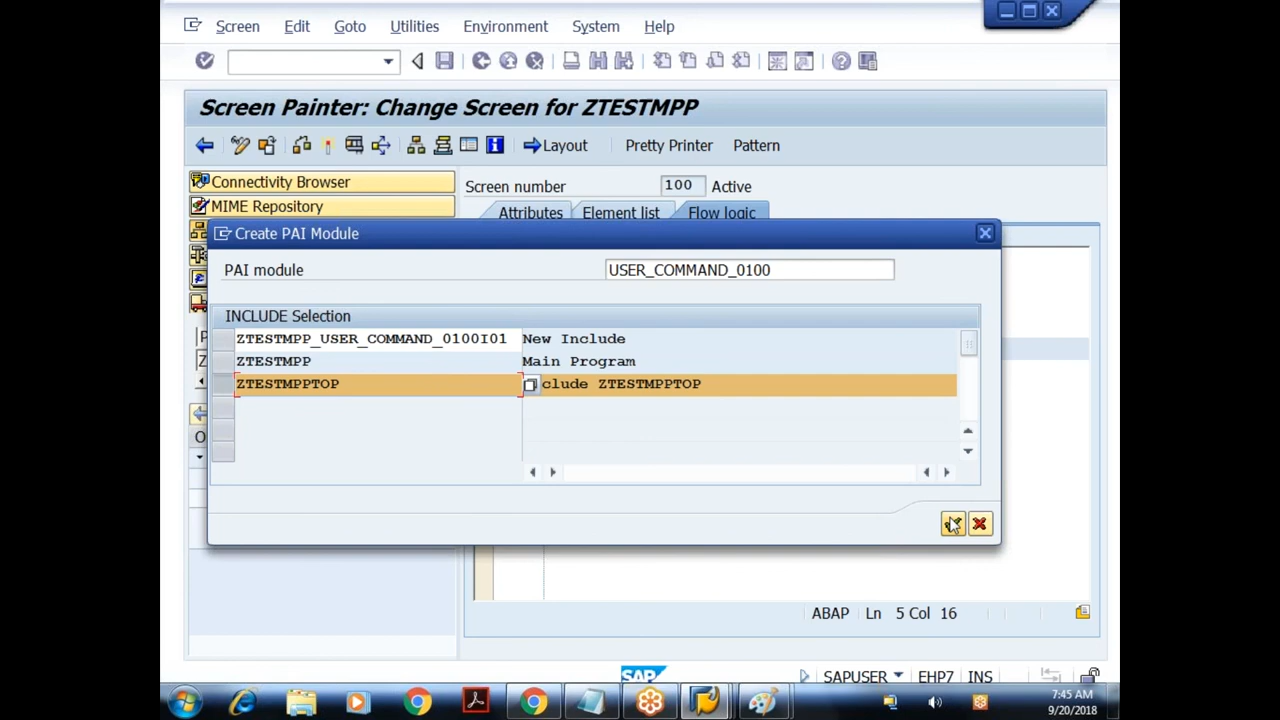 Screen Edit Goto Utilities Environment System Help
Screen Painter: Change Screen for ZTESTMPP
Layout Pretty Printer Pattern
Connectivity Browser
MIME Repository
Screen number 100 Active
Attributes Element list Flow logic
Create PAI Module
PAI module USER_COMMAND_0100
INCLUDE Selection
ZTESTMPP_USER_COMMAND_0100I01 New Include
ZTESTMPP Main Program
ZTESTMPPTOP clude ZTESTMPPTOP
P
Z
O
ABAP Ln 5 Col 16
SAP
SAPUSER EHP7 INS
7:45 AM
9/20/2018